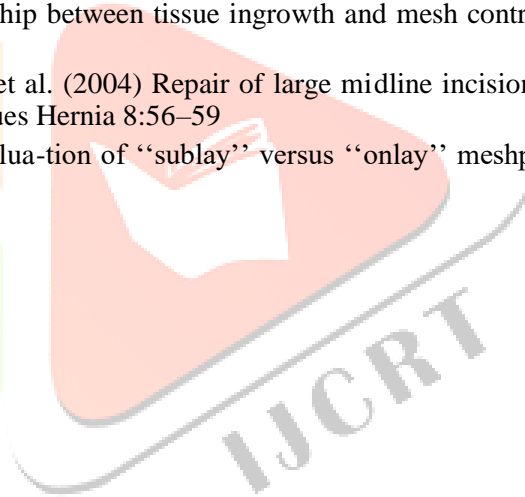 ship between tissue ingrowth and mesh contr
et al. (2004) Repair of large midline incision
ues Hernia 8:56–59
lua-tion of ‘‘sublay’’ versus ‘‘onlay’’ meshp
IJCRT